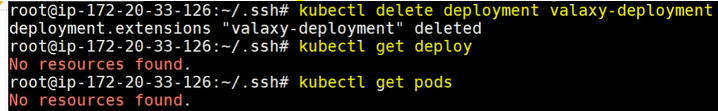 root@ip-172-20-33-126:~/.ssh# kubectl delete deployment valaxy-deployment
deployment.extensions "valaxy-deployment" deleted
root@ip-172-20-33-126:~/.ssh# kubectl get deploy
No resources found.
root@ip-172-20-33-126:~/.ssh# kubectl get pods
No resources found.